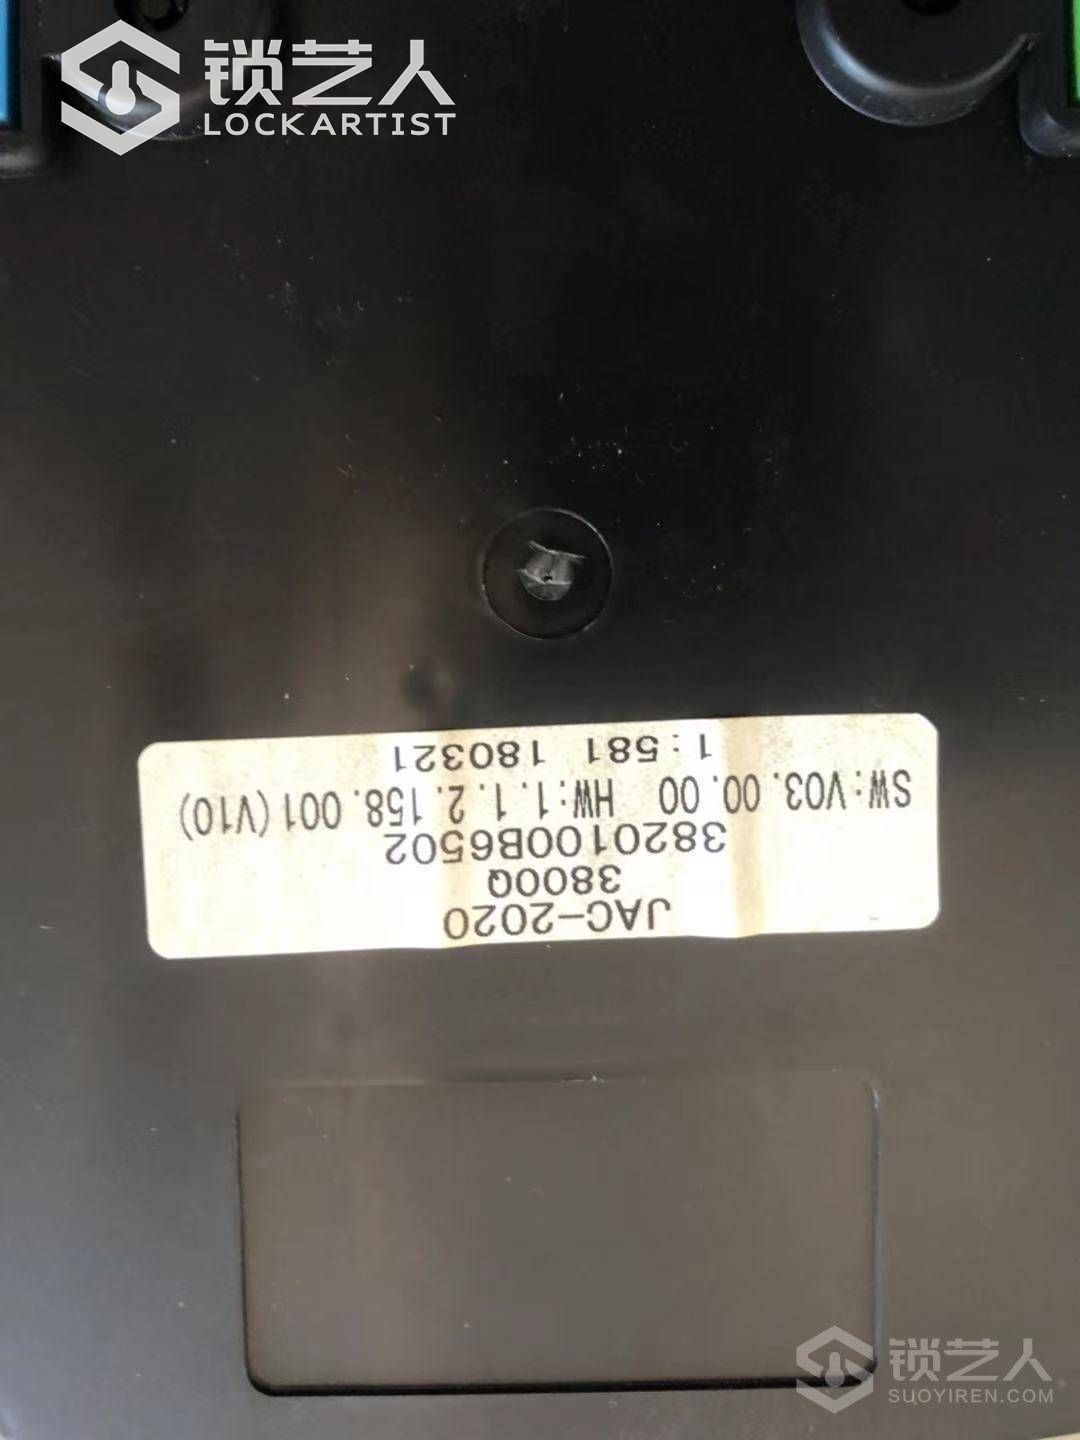 锁艺人
LOCKARTIST
JAC-2020
3800Q
3820100B6502
SW:V03.00.00 HW:1.1.2.158.001(V10)
1:581 180321
锁艺人
SUOYIREN.COM